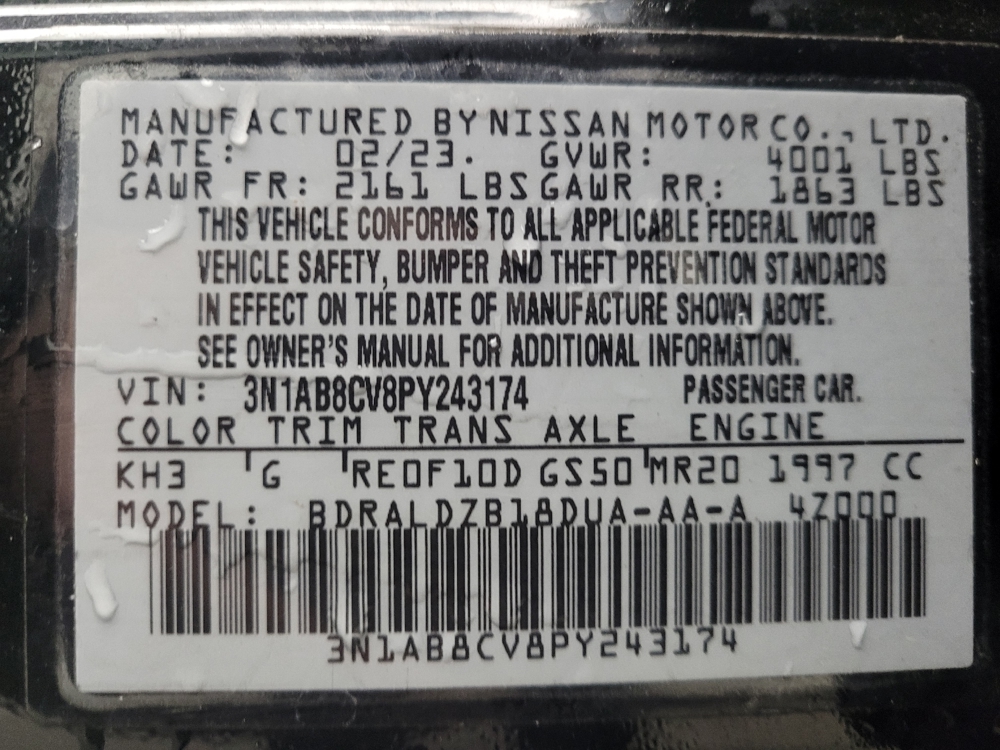 MANUFACTURED BY NISSAN MOTOR CO., LTD.
DATE: 02/23. GVWR: 4001 LBS
GAWR FR: 2161 LBS GAWR RR: 1863 LBS
THIS VEHICLE CONFORMS TO ALL APPLICABLE FEDERAL MOTOR
VEHICLE SAFETY, BUMPER AND THEFT PREVENTION STANDARDS
IN EFFECT ON THE DATE OF MANUFACTURE SHOWN ABOVE.
SEE OWNER'S MANUAL FOR ADDITIONAL INFORMATION.
VIN: 3N1AB8CV8PY243174 PASSENGER CAR.
COLOR TRIM TRANS AXLE ENGINE
KH3 G RE0F10D GS50 MR20 1997 CC
MODEL: BDRALDZB18DUA-AA-A 4Z000
3N1AB8CV8PY243174